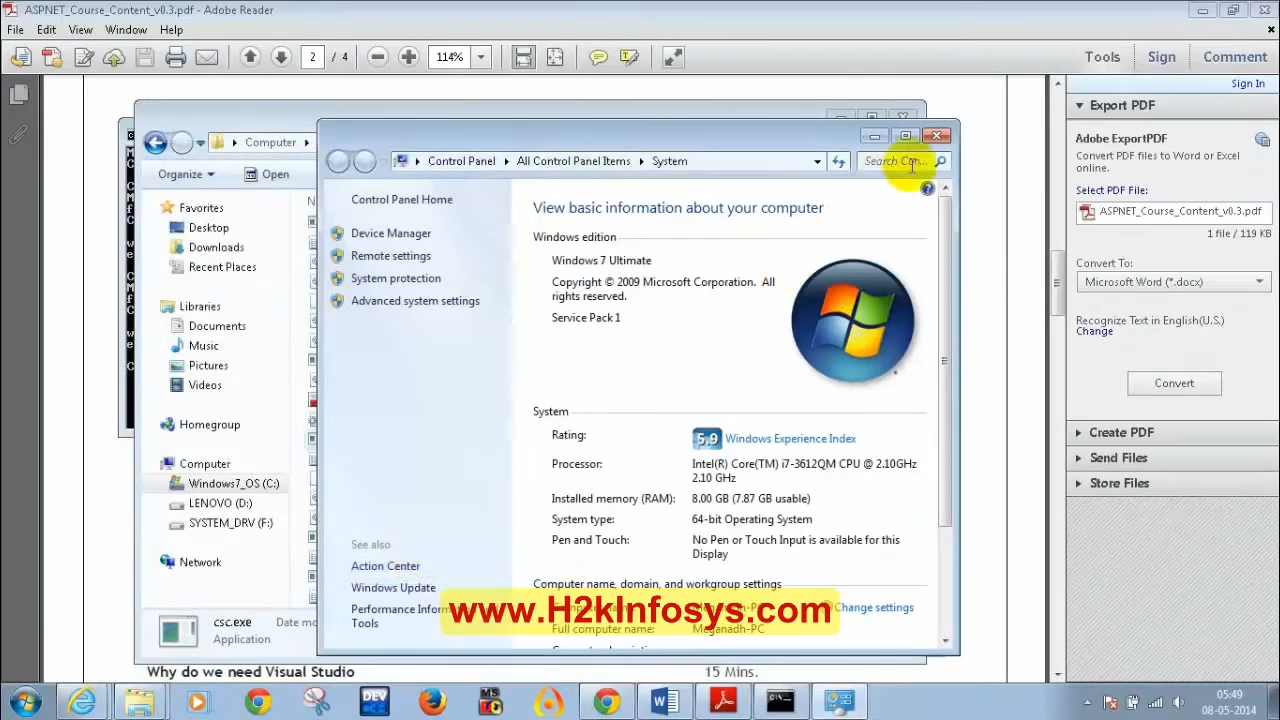 ASPNET_Course_Content_v0.3.pdf - Adobe Reader
File Edit View Window Help
2 / 4
114%
Tools Sign Comment
Sign In
Export PDF
Adobe ExportPDF
Convert PDF files to Word or Excel
online.
Select PDF File:
ASPNET_Course_Content_v0.3.pdf
1 file / 119 KB
Convert To:
Microsoft Word (*.docx)
Recognize Text in English(U.S.)
Change
Convert
Create PDF
Send Files
Store Files
Computer
Organize Open
Favorites
Desktop
Downloads
Recent Places
Libraries
Documents
Music
Pictures
Videos
Homegroup
Computer
Windows7_OS (C:)
LENOVO (D:)
SYSTEM_DRV (F:)
Network
csc.exe Date mo
Application
Control Panel All Control Panel Items System
Search Con...
Control Panel Home
Device Manager
Remote settings
System protection
Advanced system settings
See also
Action Center
Windows Update
Performance Inform
Tools
View basic information about your computer
Windows edition
Windows 7 Ultimate
Copyright © 2009 Microsoft Corporation. All
rights reserved.
Service Pack 1
System
Rating: 5.9 Windows Experience Index
Processor: Intel(R) Core(TM) i7-3612QM CPU @ 2.10GHz
2.10 GHz
Installed memory (RAM): 8.00 GB (7.87 GB usable)
System type: 64-bit Operating System
Pen and Touch: No Pen or Touch Input is available for this
Display
Computer name, domain, and workgroup settings
Change settings
Full computer name: Meganadh-PC
www.H2kInfosys.com
Why do we need Visual Studio 15 Mins.
DEV
MS
05:49
08-05-2014